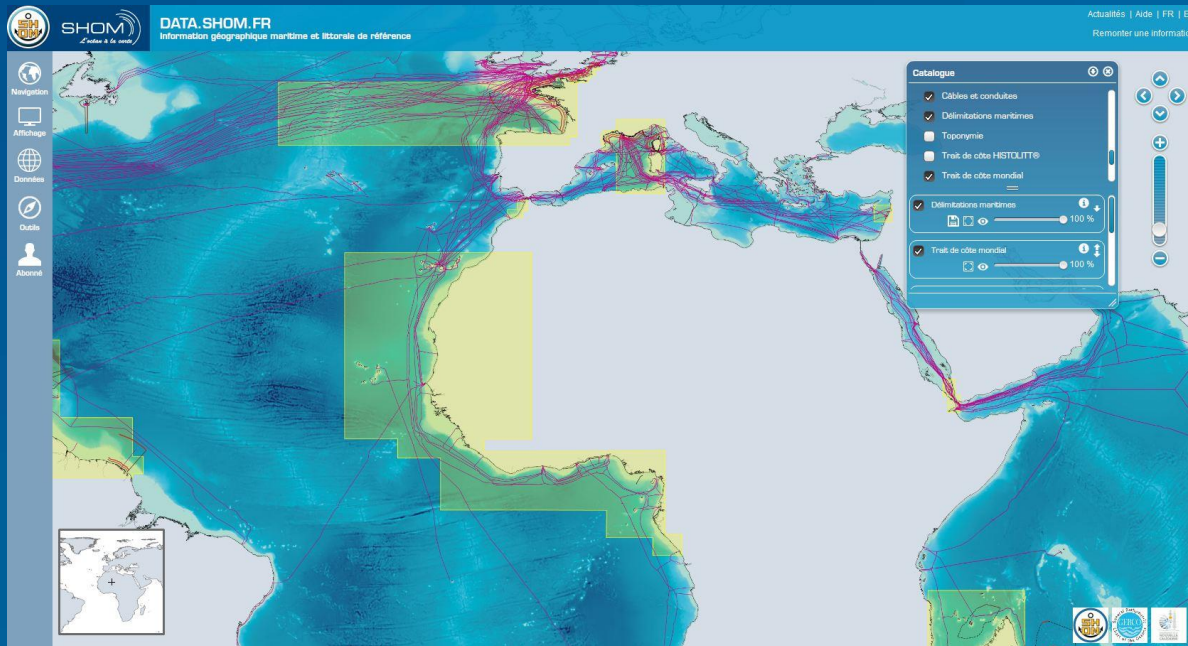 SHOM
L'océan à la carte
DATA.SHOM.FR
Information géographique maritime et littorale de référence
Actualités | Aide | FR | E
Remonter une informatio
Navigation
Affichage
Données
Outils
Abonné
Catalogue
Câbles et conduites
Délimitations maritimes
Toponymie
Trait de côte HISTOLITT®
Trait de côte mondial
Délimitations maritimes
100 %
Trait de côte mondial
100 %
GEBCO